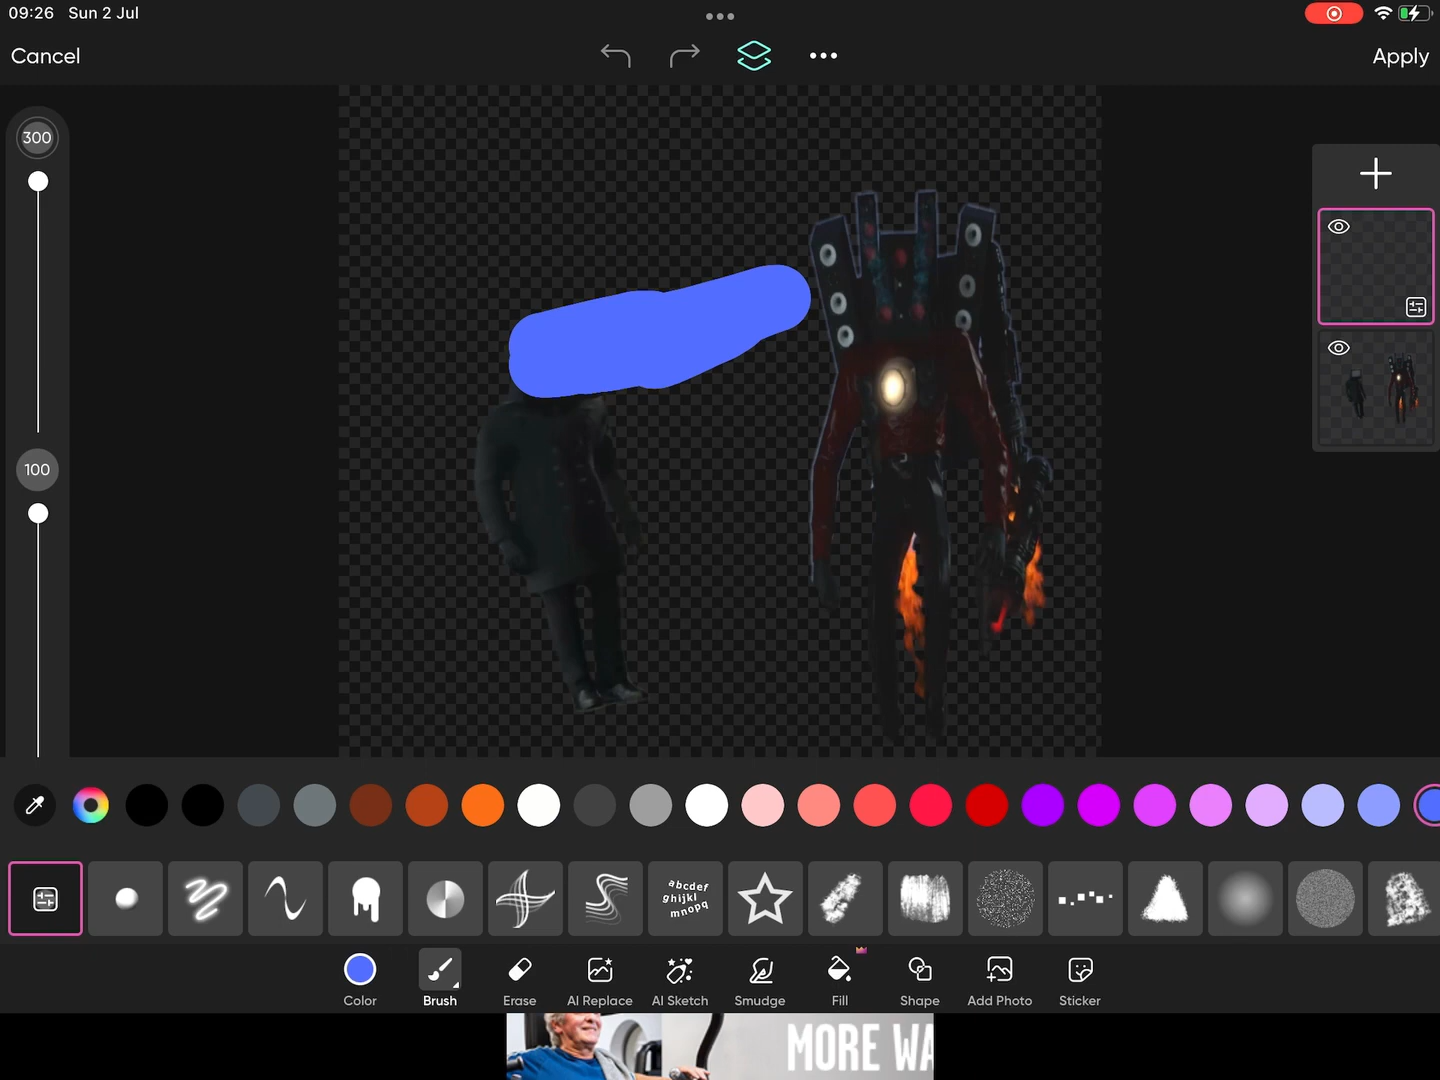 09:26 Sun 2 Jul
Cancel
Apply
300
100
abcdef
ghijkl
mnopq
Color
Brush
Erase
AI Replace
AI Sketch
Smudge
Fill
Shape
Add Photo
Sticker
MORE WA